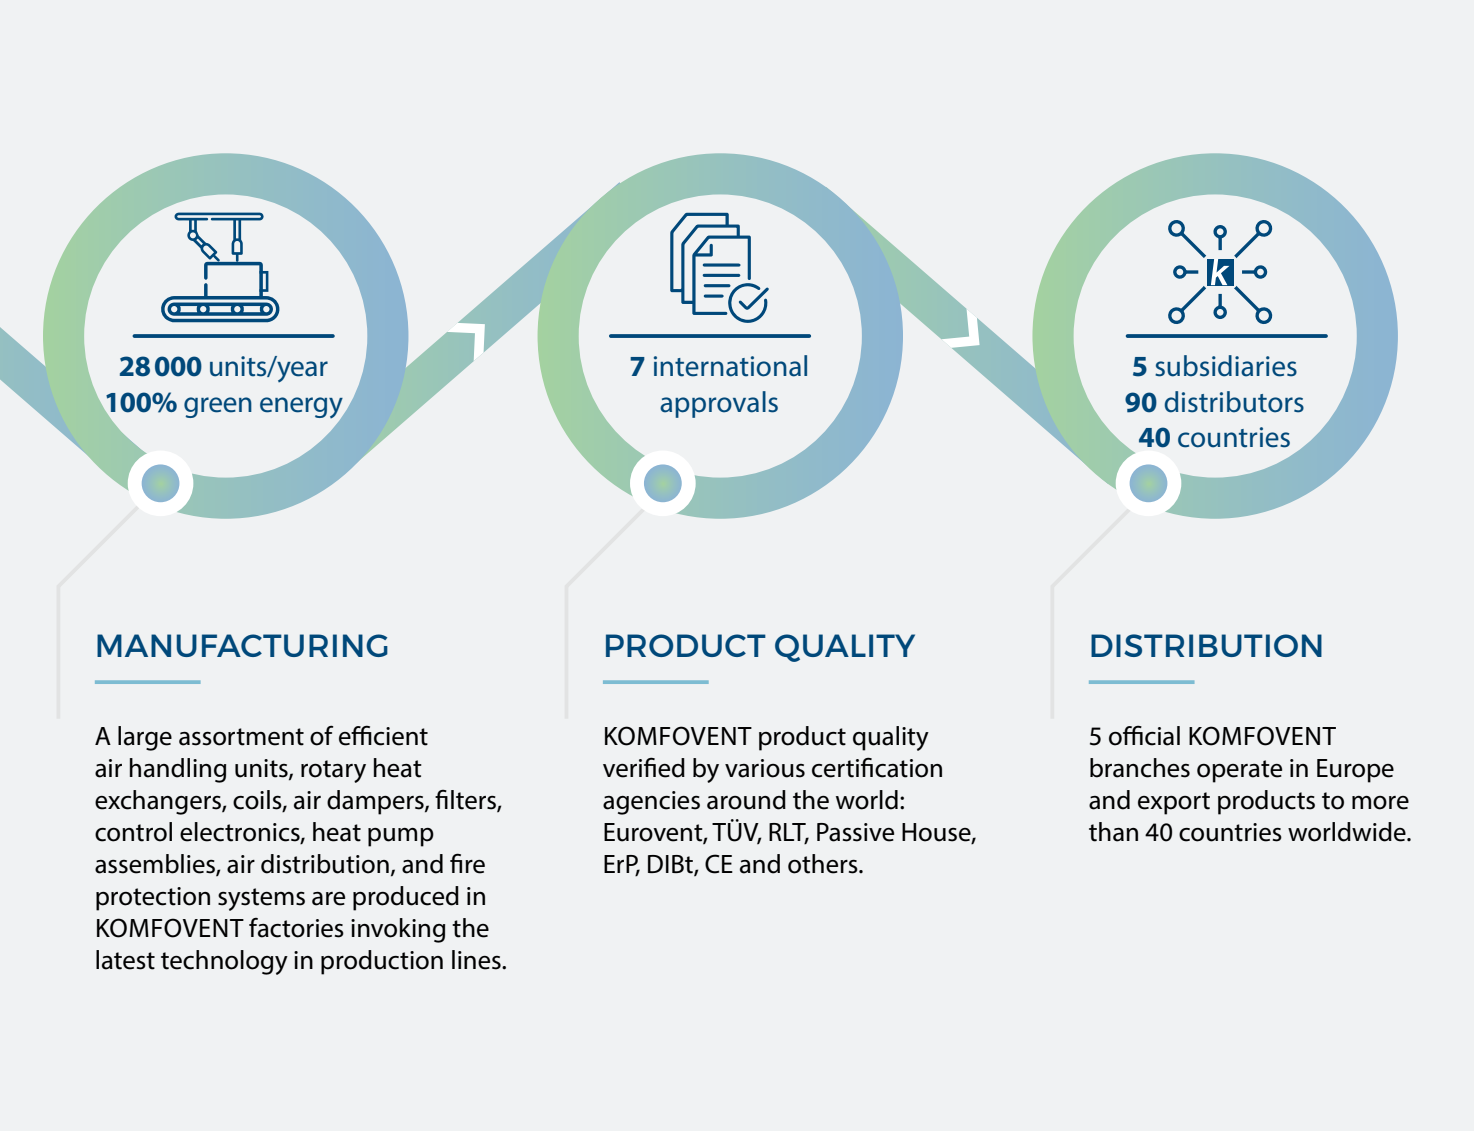 28 000 units/year
100% green energy
7 international
approvals
K
5 subsidiaries
90 distributors
40 countries
MANUFACTURING
A large assortment of efficient
air handling units, rotary heat
exchangers, coils, air dampers, filters,
control electronics, heat pump
assemblies, air distribution, and fire
protection systems are produced in
KOMFOVENT factories invoking the
latest technology in production lines.
PRODUCT QUALITY
KOMFOVENT product quality
verified by various certification
agencies around the world:
Eurovent, TÜV, RLT, Passive House,
ErP, DIBt, CE and others.
DISTRIBUTION
5 official KOMFOVENT
branches operate in Europe
and export products to more
than 40 countries worldwide.